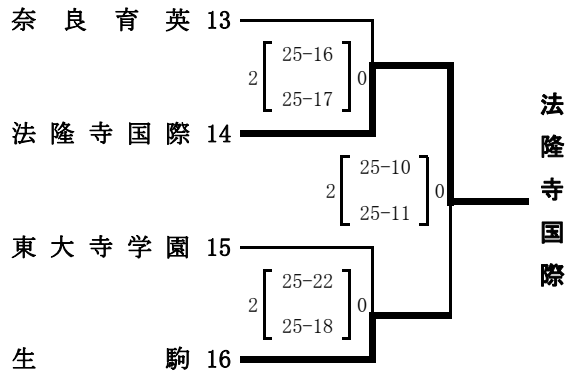 奈良育英 13
2 25-16 0
25-17
法隆寺国際 14
2 25-10 0
25-11
東大寺学園 15
2 25-22 0
25-18
生駒 16
法隆寺国際